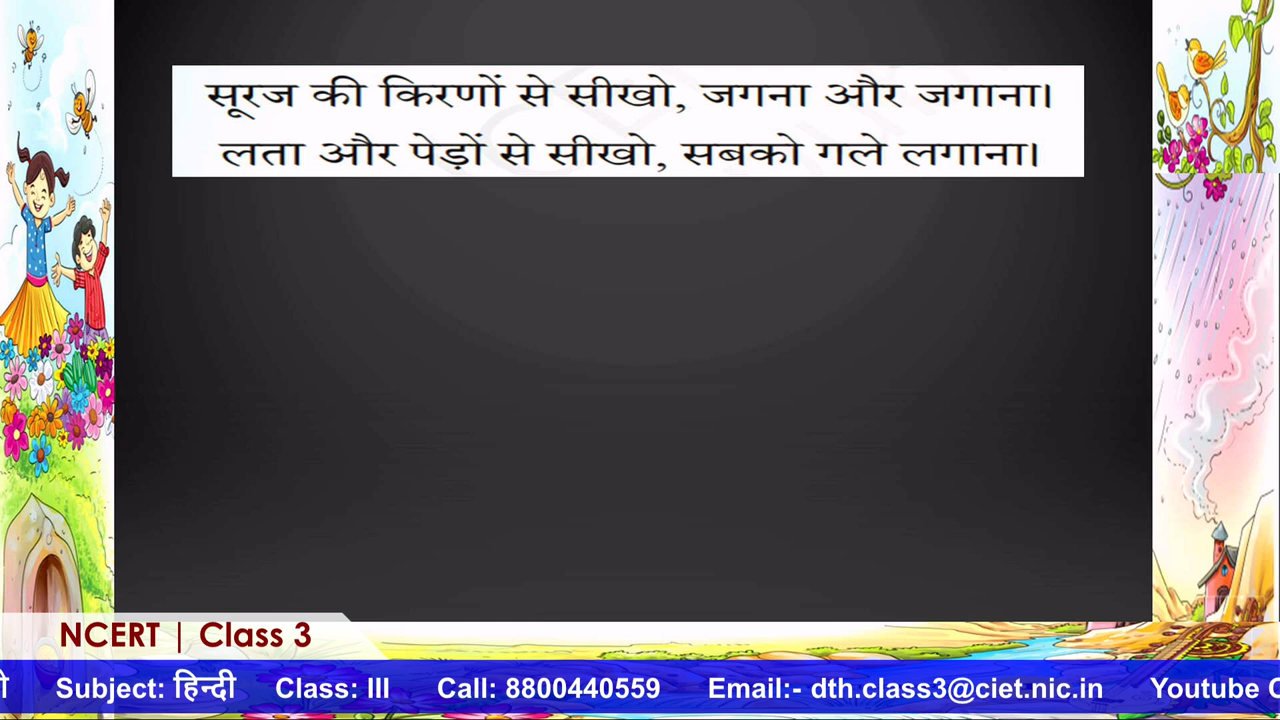 सूरज की किरणों से सीखो, जगना और जगाना।
लता और पेड़ों से सीखो, सबको गले लगाना।
NCERT | Class 3
Subject: हिन्दी Class: III Call: 8800440559 Email:- dth.class3@ciet.nic.in Youtube